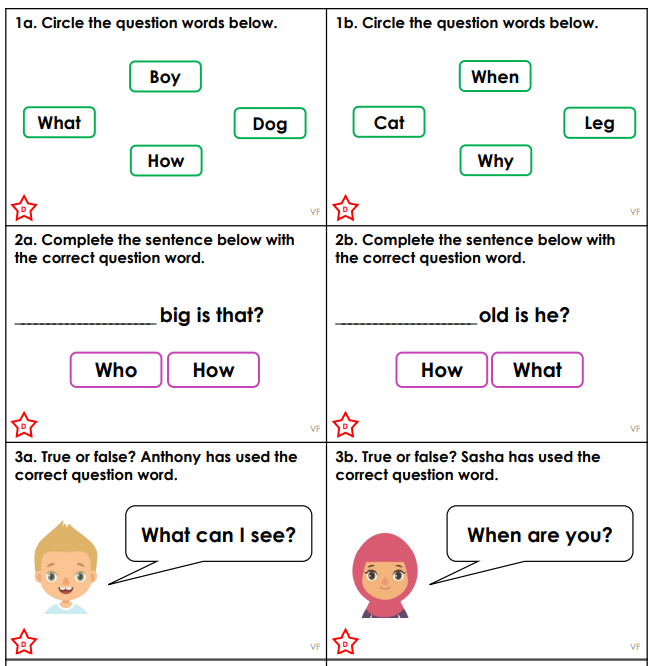 1a. Circle the question words below.
Boy
What
Dog
How
D
VF
1b. Circle the question words below.
When
Cat
Leg
Why
D
VF
2a. Complete the sentence below with
the correct question word.
____________________ big is that?
Who How
D
VF
2b. Complete the sentence below with
the correct question word.
____________________ old is he?
How What
D
VF
3a. True or false? Anthony has used the
correct question word.
What can I see?
D
VF
3b. True or false? Sasha has used the
correct question word.
When are you?
D
VF